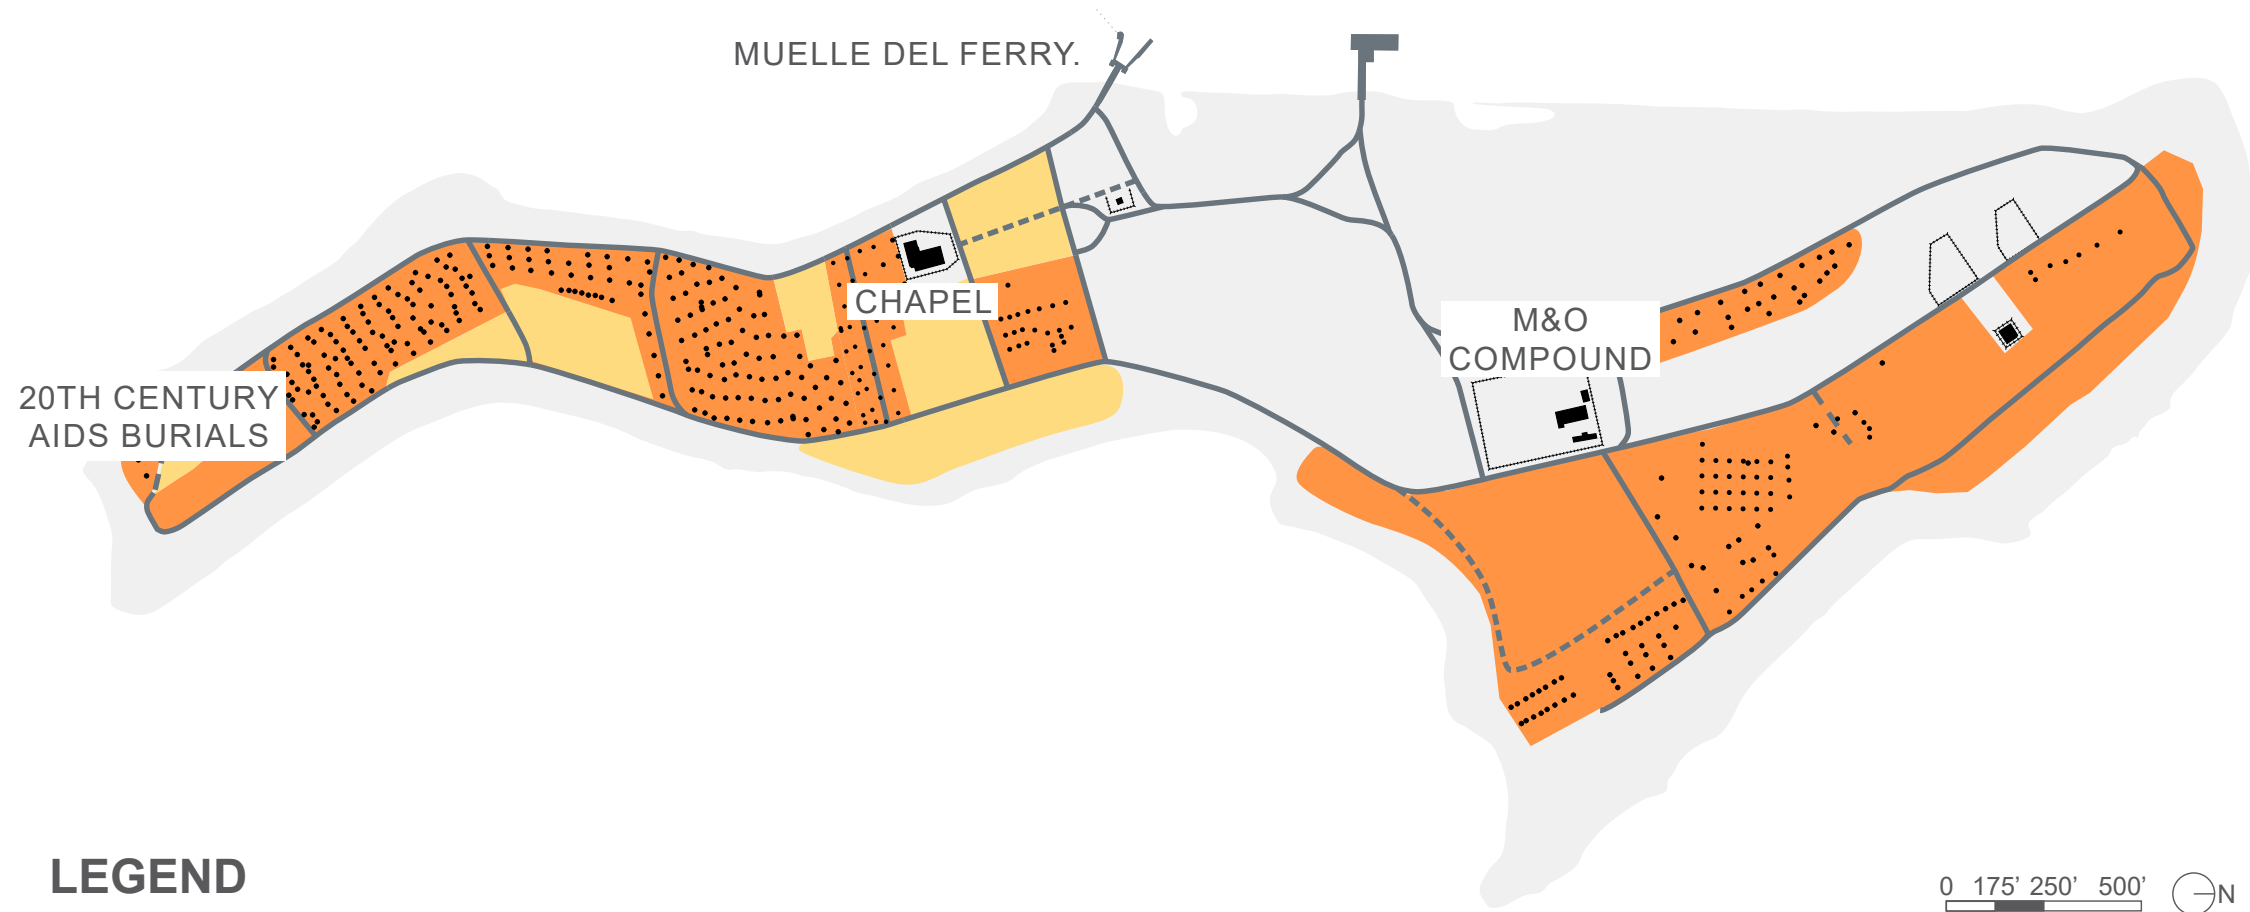 MUELLE DEL FERRY.
CHAPEL
M&O
COMPOUND
20TH CENTURY
AIDS BURIALS
LEGEND
0 175’ 250’ 500’
N